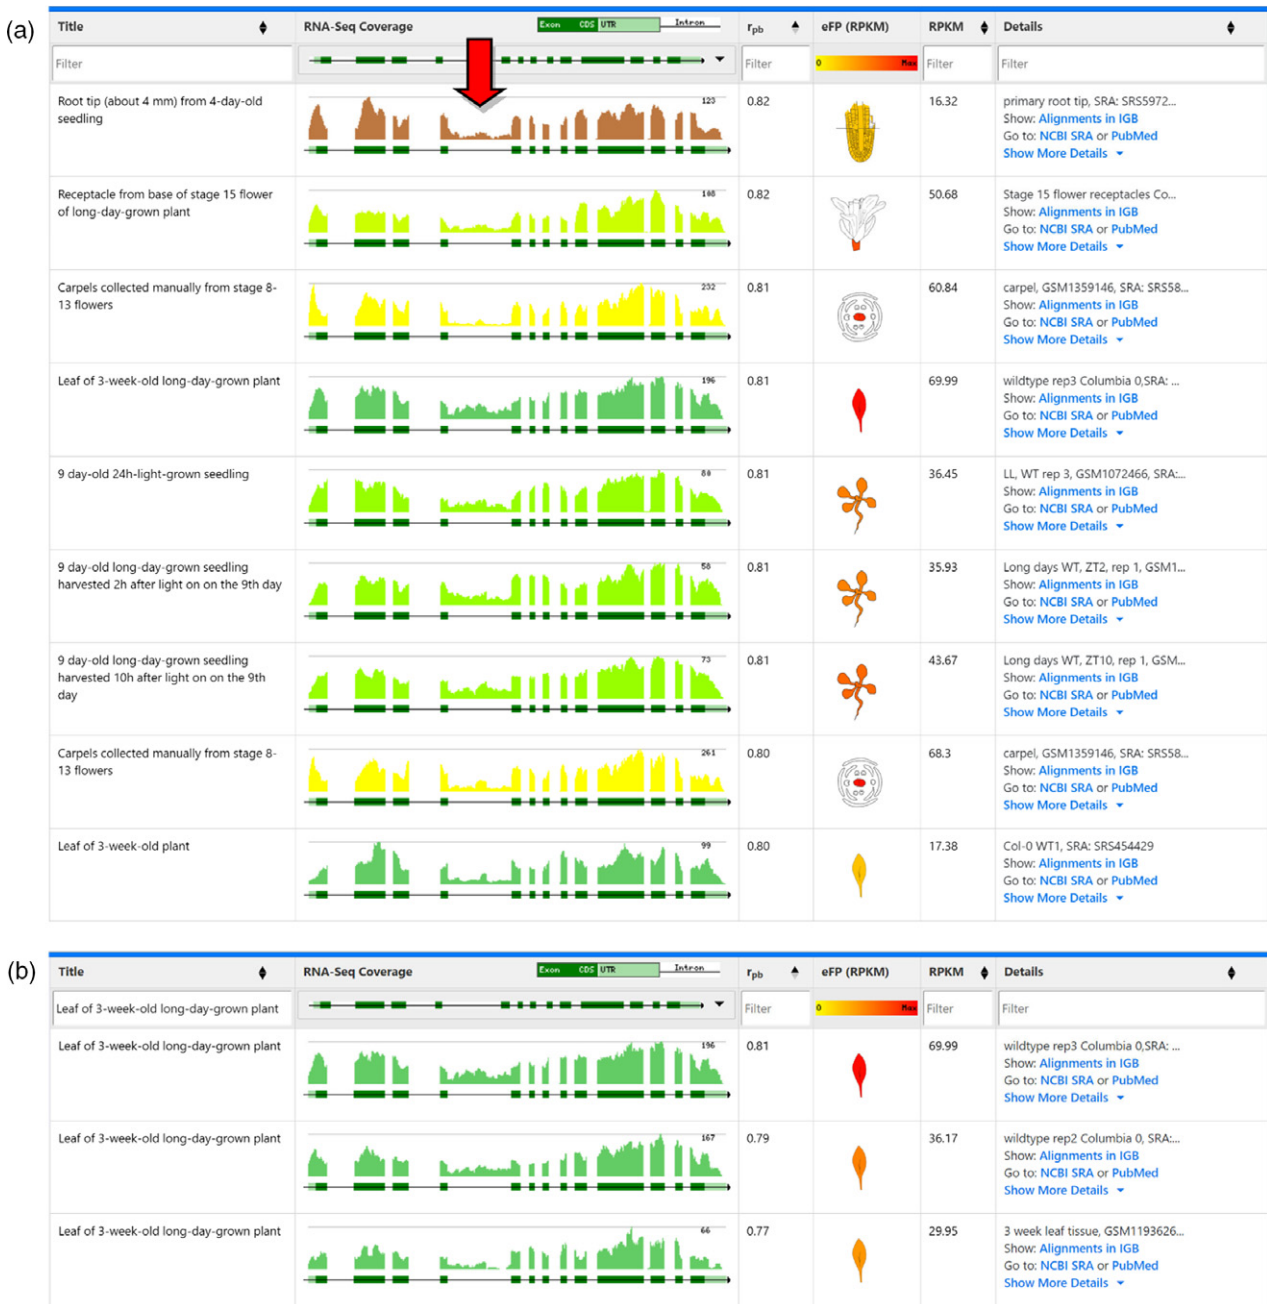 (a)
Title
RNA-Seq Coverage
Exon CDS UTR Intron
rpb
eFP (RPKM)
RPKM
Details
Filter
Filter
0 Max
Filter
Filter
Root tip (about 4 mm) from 4-day-old
seedling
123
0.82
16.32
primary root tip, SRA: SRS5972...
Show: Alignments in IGB
Go to: NCBI SRA or PubMed
Show More Details
Receptacle from base of stage 15 flower
of long-day-grown plant
108
0.82
50.68
Stage 15 flower receptacles Co...
Show: Alignments in IGB
Go to: NCBI SRA or PubMed
Show More Details
Carpels collected manually from stage 8-
13 flowers
232
0.81
60.84
carpel, GSM1359146, SRA: SRS58...
Show: Alignments in IGB
Go to: NCBI SRA or PubMed
Show More Details
Leaf of 3-week-old long-day-grown plant
196
0.81
69.99
wildtype rep3 Columbia 0,SRA: ...
Show: Alignments in IGB
Go to: NCBI SRA or PubMed
Show More Details
9 day-old 24h-light-grown seedling
0.81
36.45
LL, WT rep 3, GSM1072466, SRA:...
Show: Alignments in IGB
Go to: NCBI SRA or PubMed
Show More Details
9 day-old long-day-grown seedling
harvested 2h after light on on the 9th day
58
0.81
35.93
Long days WT, ZT2, rep 1, GSM1...
Show: Alignments in IGB
Go to: NCBI SRA or PubMed
Show More Details
9 day-old long-day-grown seedling
harvested 10h after light on on the 9th
day
73
0.81
43.67
Long days WT, ZT10, rep 1, GSM...
Show: Alignments in IGB
Go to: NCBI SRA or PubMed
Show More Details
Carpels collected manually from stage 8-
13 flowers
261
0.80
68.3
carpel, GSM1359146, SRA: SRS58...
Show: Alignments in IGB
Go to: NCBI SRA or PubMed
Show More Details
Leaf of 3-week-old plant
99
0.80
17.38
Col-0 WT1, SRA: SRS454429
Show: Alignments in IGB
Go to: NCBI SRA or PubMed
Show More Details
(b)
Title
RNA-Seq Coverage
Exon CDS UTR Intron
rpb
eFP (RPKM)
RPKM
Details
Leaf of 3-week-old long-day-grown plant
Filter
0 Max
Filter
Filter
Leaf of 3-week-old long-day-grown plant
196
0.81
69.99
wildtype rep3 Columbia 0,SRA: ...
Show: Alignments in IGB
Go to: NCBI SRA or PubMed
Show More Details
Leaf of 3-week-old long-day-grown plant
167
0.79
36.17
wildtype rep2 Columbia 0, SRA:...
Show: Alignments in IGB
Go to: NCBI SRA or PubMed
Show More Details
Leaf of 3-week-old long-day-grown plant
66
0.77
29.95
3 week leaf tissue, GSM1193626...
Show: Alignments in IGB
Go to: NCBI SRA or PubMed
Show More Details